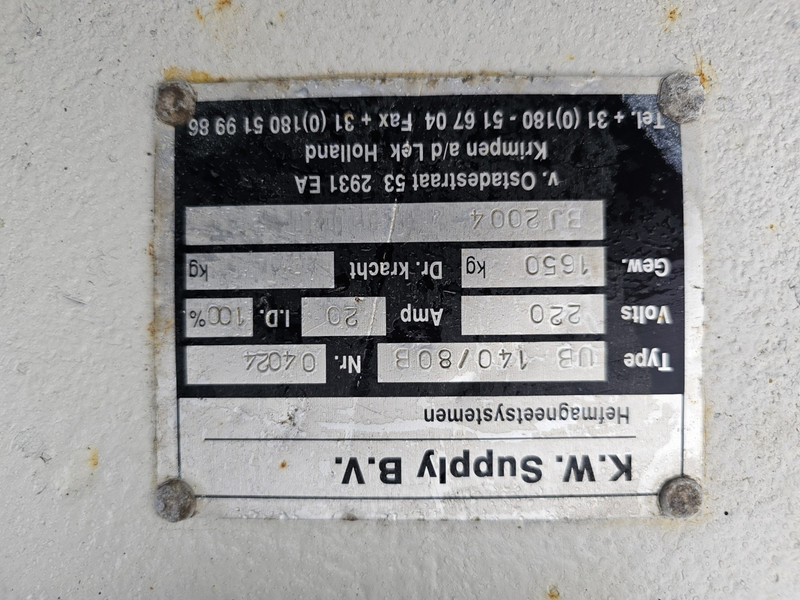 K.W. Supply B.V.
Hefmagneetsystemen
Type UB 140/80B Nr. 04024
Volts 220 Amp 20 I.D. 100%
Gew. 1650 kg Dr. kracht kg
BJ 2004
v. Ostadestraat 53 2931 EA
Krimpen a/d Lek Holland
Tel. + 31 (0)180 - 51 67 04 Fax + 31 (0)180 51 99 86